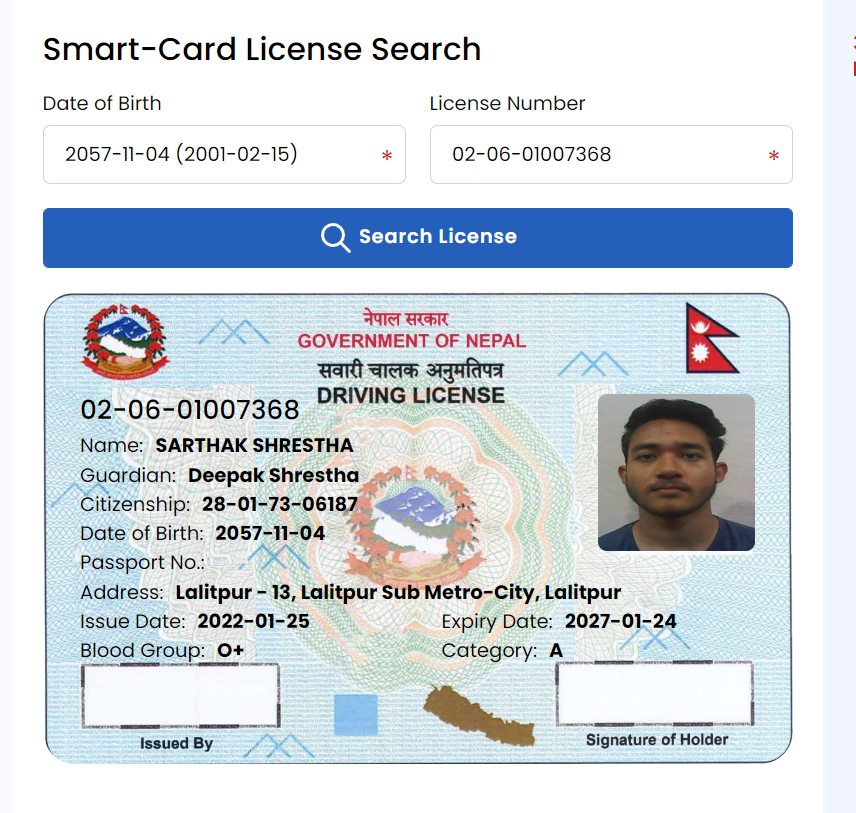 Smart-Card License Search
Date of Birth
License Number
2057-11-04 (2001-02-15) *
02-06-01007368 *
Search License
नेपाल सरकार
GOVERNMENT OF NEPAL
सवारी चालक अनुमतिपत्र
DRIVING LICENSE
02-06-01007368
Name: SARTHAK SHRESTHA
Guardian: Deepak Shrestha
Citizenship: 28-01-73-06187
Date of Birth: 2057-11-04
Passport No.:
Address: Lalitpur - 13, Lalitpur Sub Metro-City, Lalitpur
Issue Date: 2022-01-25 Expiry Date: 2027-01-24
Blood Group: O+ Category: A
Issued By
Signature of Holder